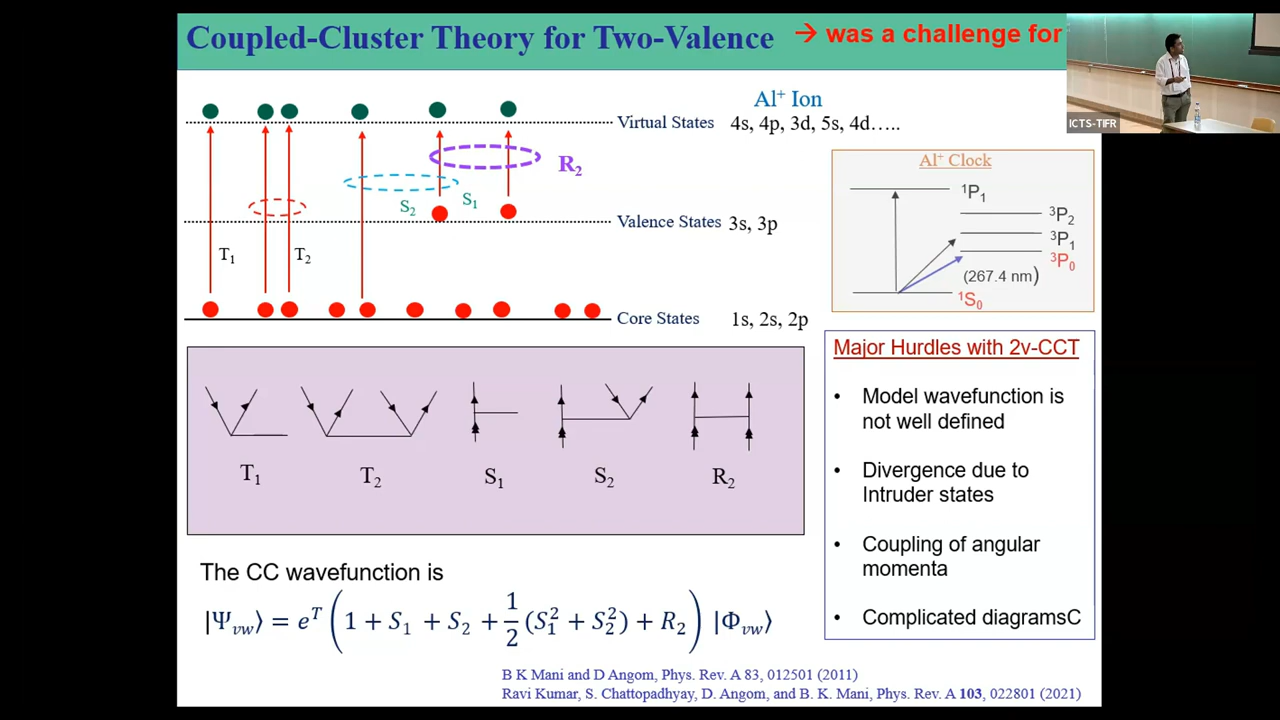 Coupled-Cluster Theory for Two-Valence → was a challenge for
ICTS-TIFR
Al⁺ Ion
Virtual States 4s, 4p, 3d, 5s, 4d.....
R₂
S₂ S₁
Valence States 3s, 3p
T₁ T₂
Core States 1s, 2s, 2p
Al⁺ Clock
¹P₁
³P₂
³P₁
³P₀
(267.4 nm)
¹S₀
T₁ T₂ S₁ S₂ R₂
Major Hurdles with 2v-CCT
• Model wavefunction is
not well defined
• Divergence due to
Intruder states
• Coupling of angular
momenta
• Complicated diagramsC
The CC wavefunction is
|Ψ_vw⟩ = e^T (1 + S₁ + S₂ + 1/2 (S₁² + S₂²) + R₂) |Φ_vw⟩
B K Mani and D Angom, Phys. Rev. A 83, 012501 (2011)
Ravi Kumar, S. Chattopadhyay, D. Angom, and B. K. Mani, Phys. Rev. A 103, 022801 (2021)